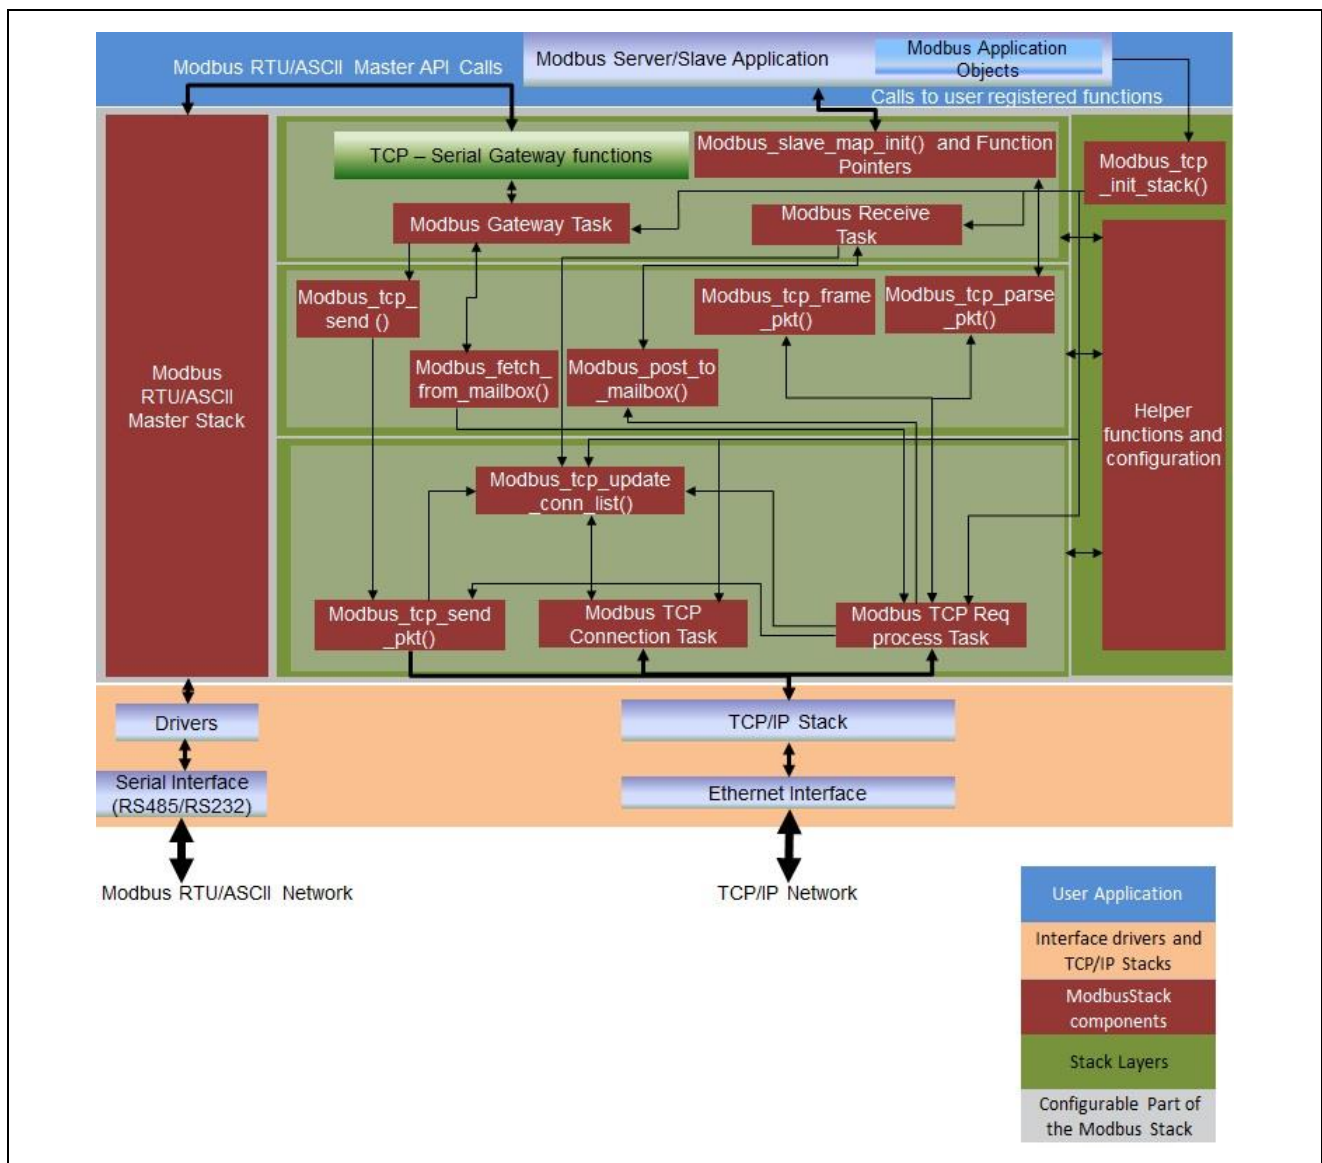 Modbus RTU/ASCII Master API Calls
Modbus Server/Slave Application
Modbus Application
Objects
Calls to user registered functions
TCP – Serial Gateway functions
Modbus_slave_map_init() and Function
Pointers
Modbus_tcp
_init_stack()
Modbus Gateway Task
Modbus Receive
Task
Modbus_tcp_
send ()
Modbus_tcp_frame
_pkt()
Modbus_tcp_parse
_pkt()
Modbus_fetch_
from_mailbox()
Modbus_post_to
_mailbox()
Modbus
RTU/ASCII
Master Stack
Helper
functions and
configuration
Modbus_tcp_update
_conn_list()
Modbus_tcp_send
_pkt()
Modbus TCP
Connection Task
Modbus TCP Req
process Task
Drivers
TCP/IP Stack
Serial Interface
(RS485/RS232)
Ethernet Interface
Modbus RTU/ASCII Network
TCP/IP Network
User Application
Interface drivers and
TCP/IP Stacks
ModbusStack
components
Stack Layers
Configurable Part of
the Modbus Stack